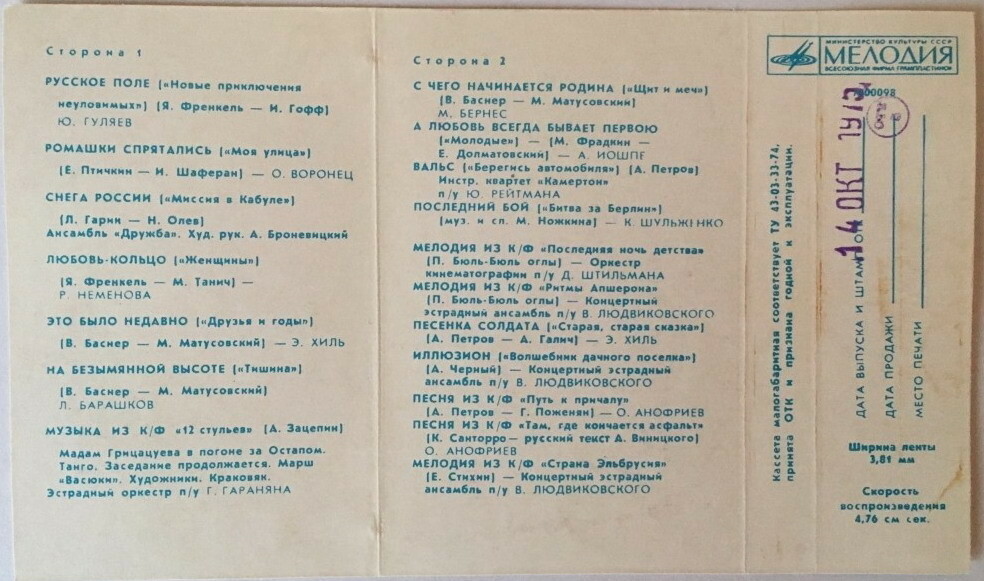 Сторона 1
РУССКОЕ ПОЛЕ («Новые приключения
неуловимых») (Я. Френкель — И. Гофф)
Ю. ГУЛЯЕВ
РОМАШКИ СПРЯТАЛИСЬ («Моя улица»)
(Е. Птичкин — И. Шаферан) — О. ВОРОНЕЦ
СНЕГА РОССИИ («Миссия в Кабуле»)
(Л. Гарин — Н. Олев)
Ансамбль «Дружба». Худ. рук. А. Броневицкий
ЛЮБОВЬ-КОЛЬЦО («Женщины»)
(Я. Френкель — М. Танич) —
Р. НЕМЕНОВА
ЭТО БЫЛО НЕДАВНО («Друзья и годы»)
(В. Баснер — М. Матусовский) — Э. ХИЛЬ
НА БЕЗЫМЯННОЙ ВЫСОТЕ («Тишина»)
(В. Баснер — М. Матусовский)
Л. БАРАШКОВ
МУЗЫКА ИЗ К/Ф «12 стульев» (А. Зацепин)
Мадам Грицацуева в погоне за Остапом.
Танго. Заседание продолжается. Марш
«Васюки». Художники. Краковяк.
Эстрадный оркестр п/у Г. ГАРАНЯНА
Сторона 2
С ЧЕГО НАЧИНАЕТСЯ РОДИНА («Щит и меч»)
(В. Баснер — М. Матусовский)
М. БЕРНЕС
А ЛЮБОВЬ ВСЕГДА БЫВАЕТ ПЕРВОЮ
(«Молодые») — (М. Фрадкин —
Е. Долматовский) — А. ИОШПЕ
ВАЛЬС («Берегись автомобиля») (А. Петров)
Инстр. квартет «Камертон»
п/у Ю. РЕЙТМАНА
ПОСЛЕДНИЙ БОЙ («Битва за Берлин»)
(муз. и сл. М. Ножкина) — К. ШУЛЬЖЕНКО
МЕЛОДИЯ ИЗ К/Ф «Последняя ночь детства»
(П. Бюль-Бюль оглы) — Оркестр
кинематографии п/у Д. ШТИЛЬМАНА
МЕЛОДИЯ ИЗ К/Ф «Ритмы Апшерона»
(П. Бюль-Бюль оглы) — Концертный
эстрадный ансамбль п/у В. ЛЮДВИКОВСКОГО
ПЕСЕНКА СОЛДАТА («Старая, старая сказка»)
(А. Петров — А. Галич) — Э. ХИЛЬ
ИЛЛЮЗИОН («Волшебник дачного поселка»)
(А. Черный) — Концертный эстрадный
ансамбль п/у В. ЛЮДВИКОВСКОГО
ПЕСНЯ ИЗ К/Ф «Путь к причалу»
(А. Петров — Г. Поженян) — О. АНОФРИЕВ
ПЕСНЯ ИЗ К/Ф «Там, где кончается асфальт»
(К. Санторро — русский текст А. Виницкого)
О. АНОФРИЕВ
МЕЛОДИЯ ИЗ К/Ф «Страна Эльбрусия»
(Е. Стихин) — Концертный эстрадный
ансамбль п/у В. ЛЮДВИКОВСКОГО
Кассета малогабаритная соответствует ТУ 43-03-33-74,
принята ОТК и признана годной к эксплуатации.
МИНИСТЕРСТВО КУЛЬТУРЫ СССР
МЕЛОДИЯ
ВСЕСОЮЗНАЯ ФИРМА ГРАМПЛАСТИНОК
ДАТА ВЫПУСКА И ШТАМП
14 ОКТ 1975
ДАТА ПРОДАЖИ
МЕСТО ПЕЧАТИ
Ширина ленты
3,81 мм
Скорость
воспроизведения
4,76 см сек.